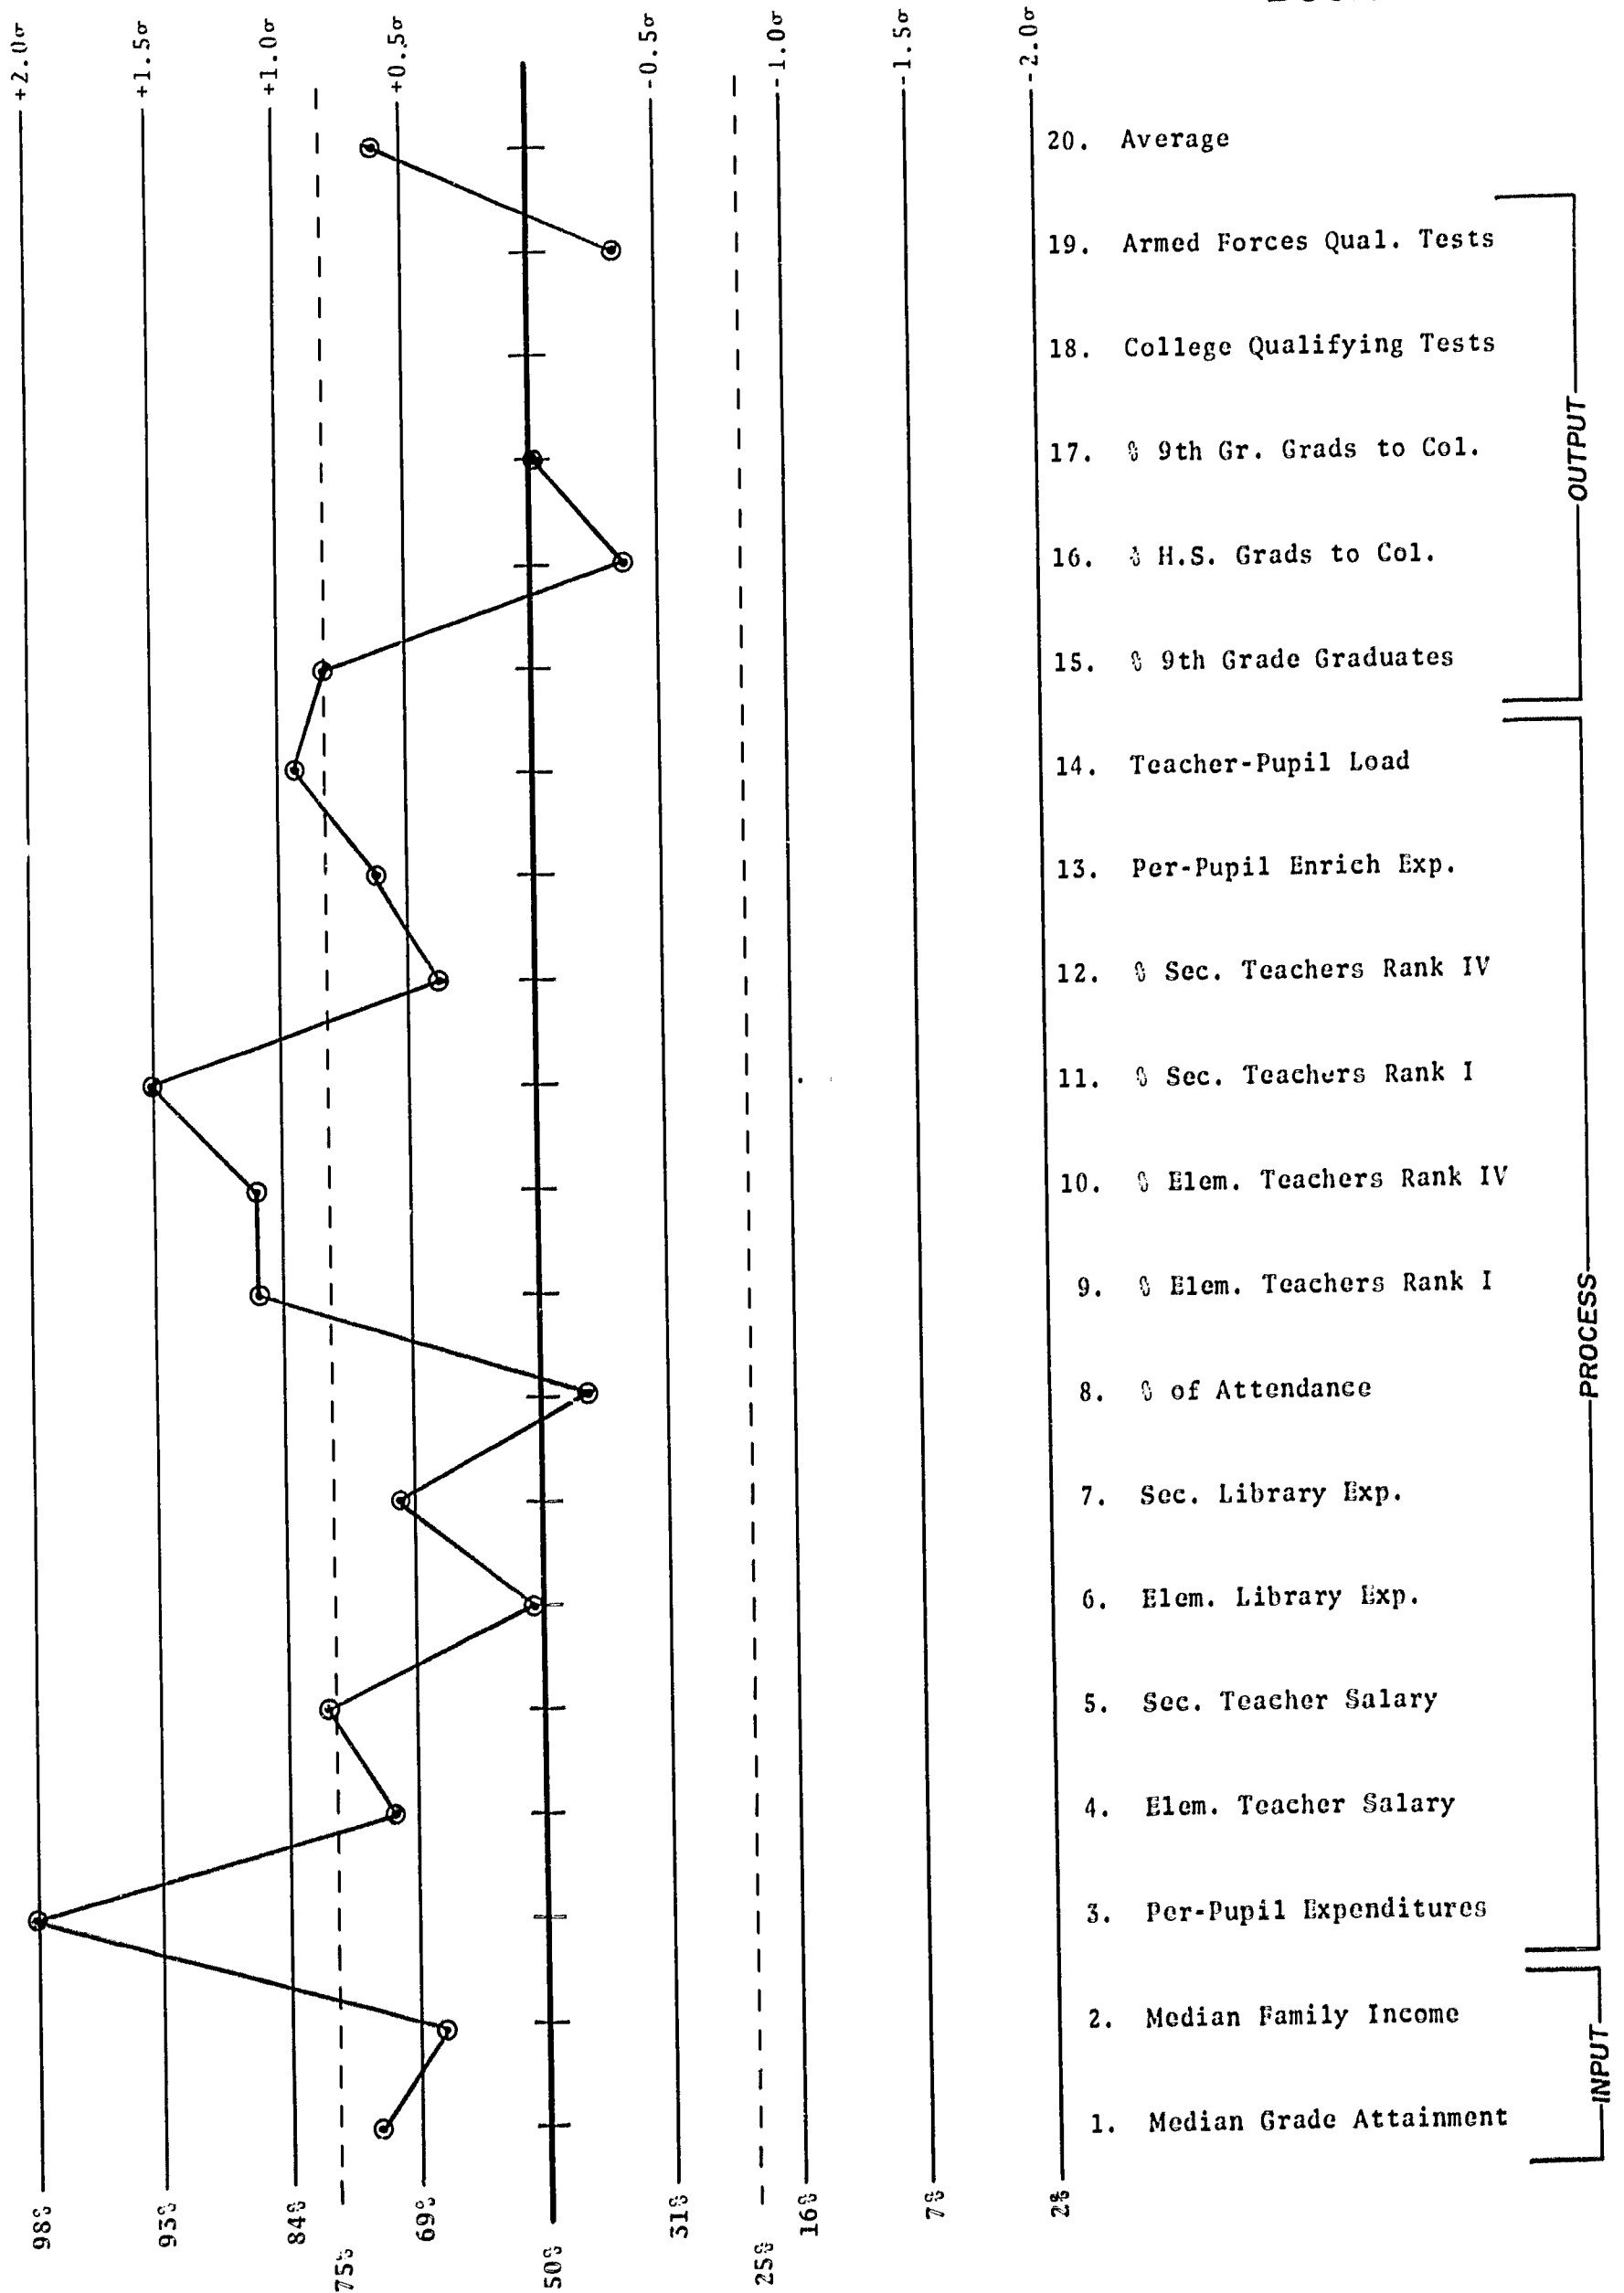 +2.0σ
+1.5σ
+1.0σ
+0.5σ
-0.5σ
-1.0σ
-1.5σ
-2.0σ
20. Average
19. Armed Forces Qual. Tests
18. College Qualifying Tests
17. % 9th Gr. Grads to Col.
16. % H.S. Grads to Col.
15. % 9th Grade Graduates
14. Teacher-Pupil Load
13. Per-Pupil Enrich Exp.
12. % Sec. Teachers Rank IV
11. % Sec. Teachers Rank I
10. % Elem. Teachers Rank IV
9. % Elem. Teachers Rank I
8. % of Attendance
7. Sec. Library Exp.
6. Elem. Library Exp.
5. Sec. Teacher Salary
4. Elem. Teacher Salary
3. Per-Pupil Expenditures
2. Median Family Income
1. Median Grade Attainment
OUTPUT
PROCESS
INPUT
98%
93%
84%
75%
69%
50%
31%
25%
16%
7%
2%